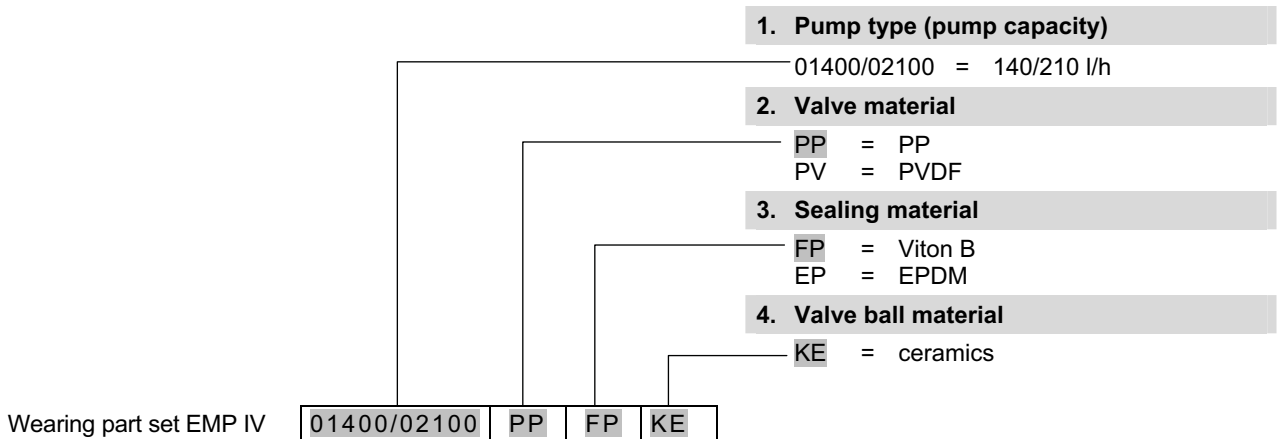 1. Pump type (pump capacity)
01400/02100 = 140/210 l/h
2. Valve material
PP = PP
PV = PVDF
3. Sealing material
FP = Viton B
EP = EPDM
4. Valve ball material
KE = ceramics
Wearing part set EMP IV 01400/02100 PP FP KE